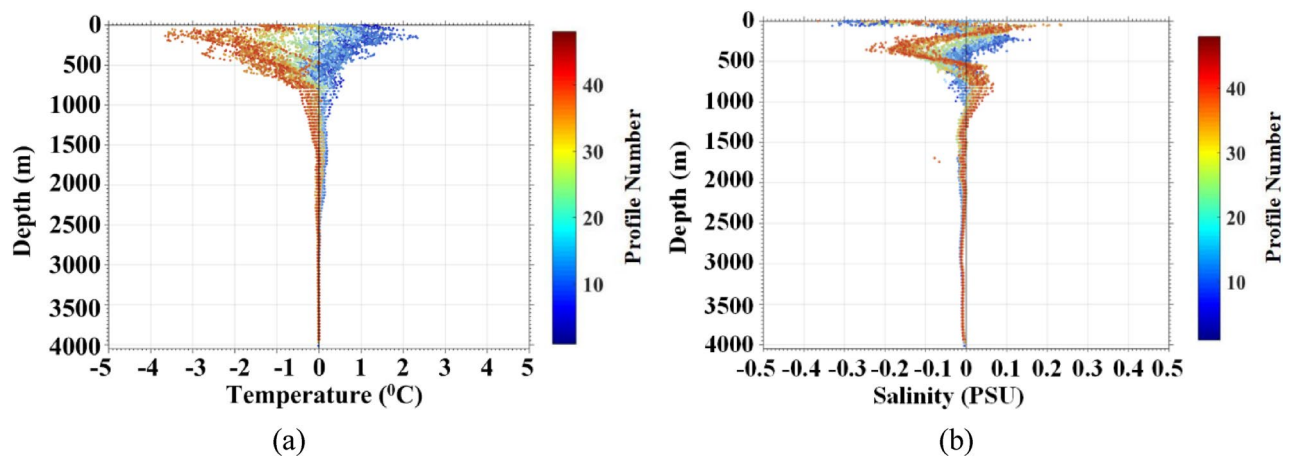 0
500
1000
1500
2000
2500
3000
3500
4000
Depth (m)
-5 -4 -3 -2 -1 0 1 2 3 4 5
Temperature (⁰C)
40
30
20
10
Profile Number
(a)
0
500
1000
1500
2000
2500
3000
3500
4000
Depth (m)
-0.5 -0.4 -0.3 -0.2 -0.1 0 0.1 0.2 0.3 0.4 0.5
Salinity (PSU)
40
30
20
10
Profile Number
(b)